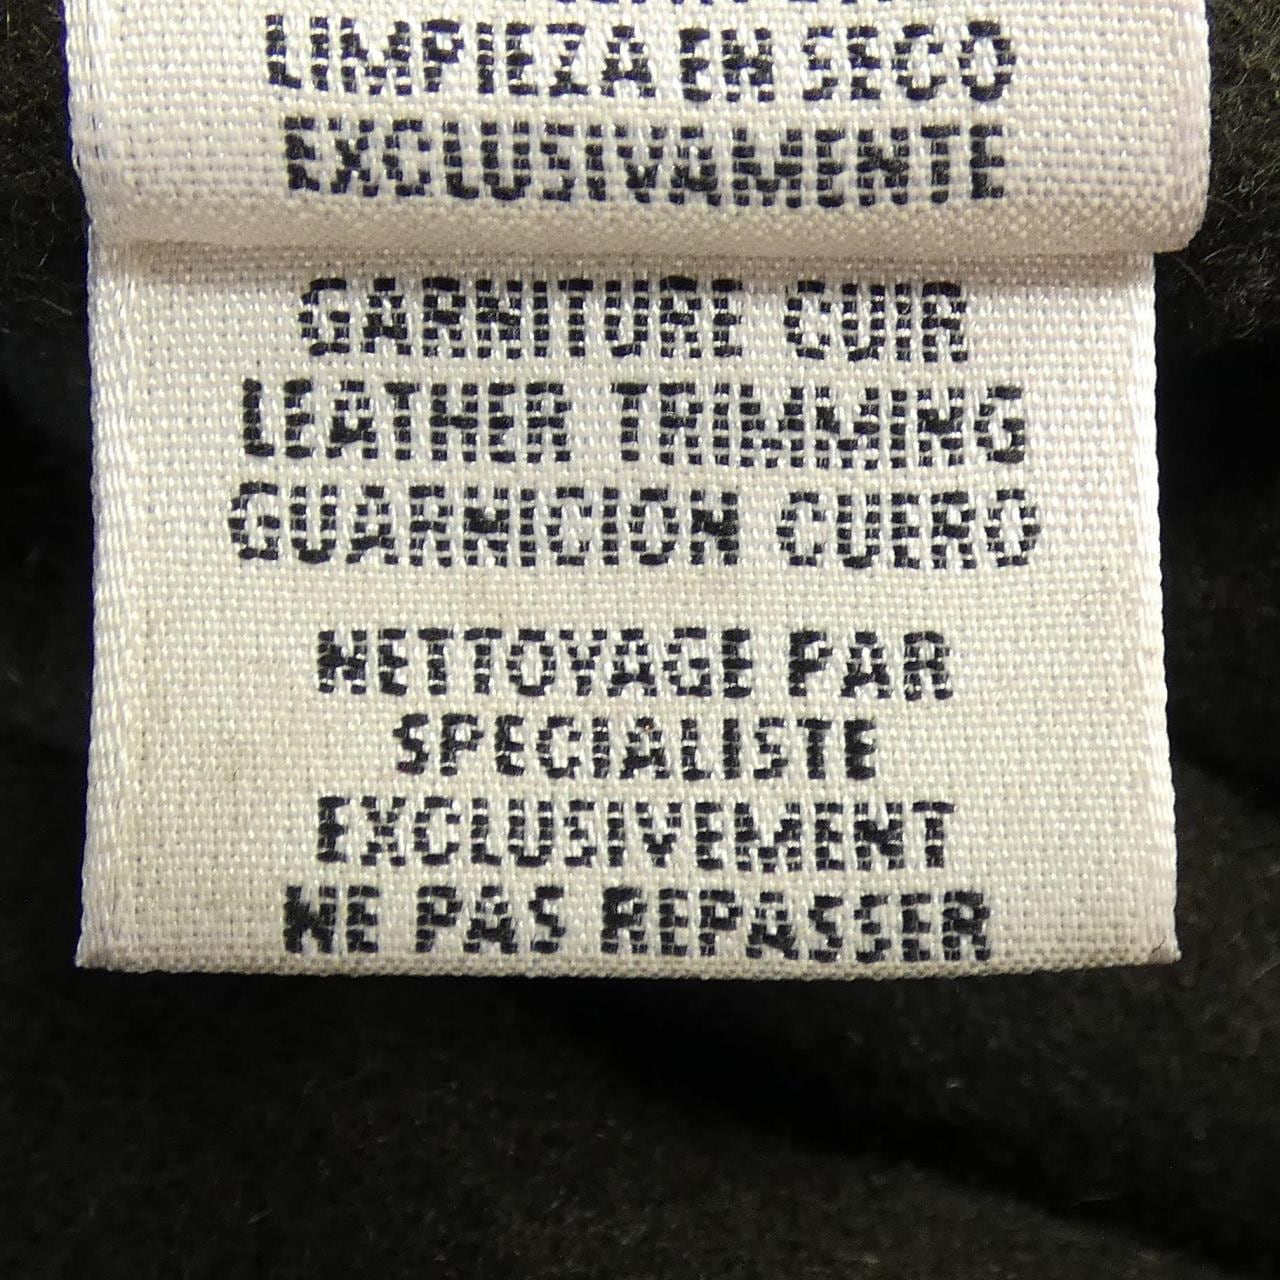 LIMPIEZA EN SECO
EXCLUSIVAMENTE
GARNITURE CUIR
LEATHER TRIMMING
GUARNICION CUERO
NETTOYAGE PAR
SPECIALISTE
EXCLUSIVEMENT
NE PAS REPASSER